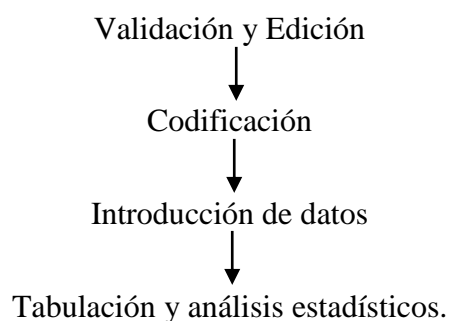 Validación y Edición
Codificación
Introducción de datos
Tabulación y análisis estadísticos.